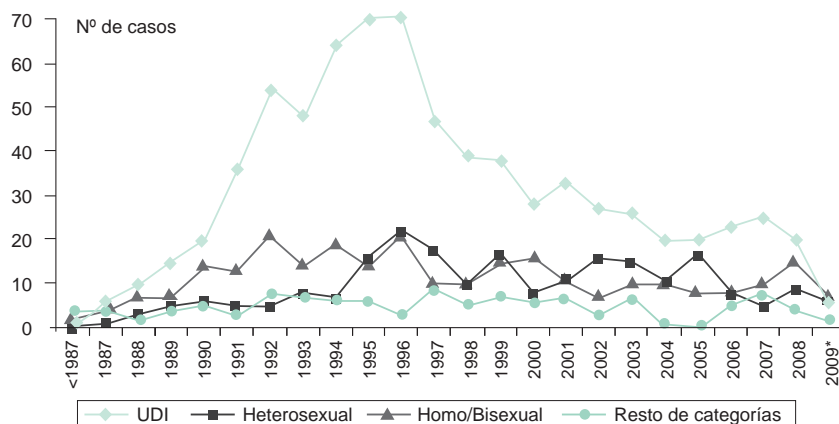 Nº de casos
70
60
50
40
30
20
10
0
<1987 1987 1988 1989 1990 1991 1992 1993 1994 1995 1996 1997 1998 1999 2000 2001 2002 2003 2004 2005 2006 2007 2008 2009*
UDI Heterosexual Homo/Bisexual Resto de categorías